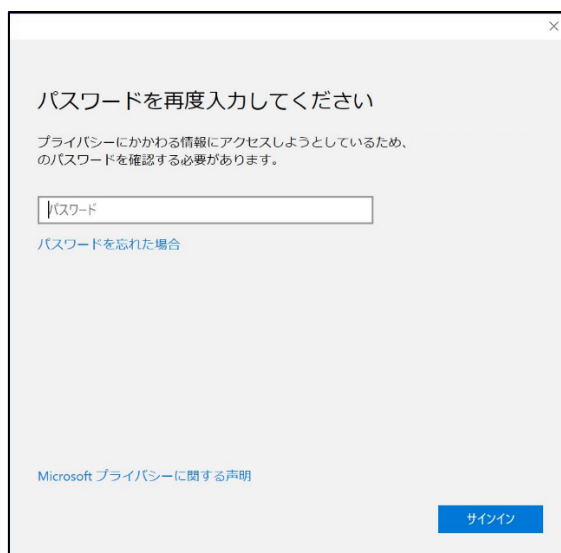 パスワードを再度入力してください
プライバシーにかかわる情報にアクセスしようとしているため、
のパスワードを確認する必要があります。
パスワード
パスワードを忘れた場合
Microsoft プライバシーに関する声明
サインイン